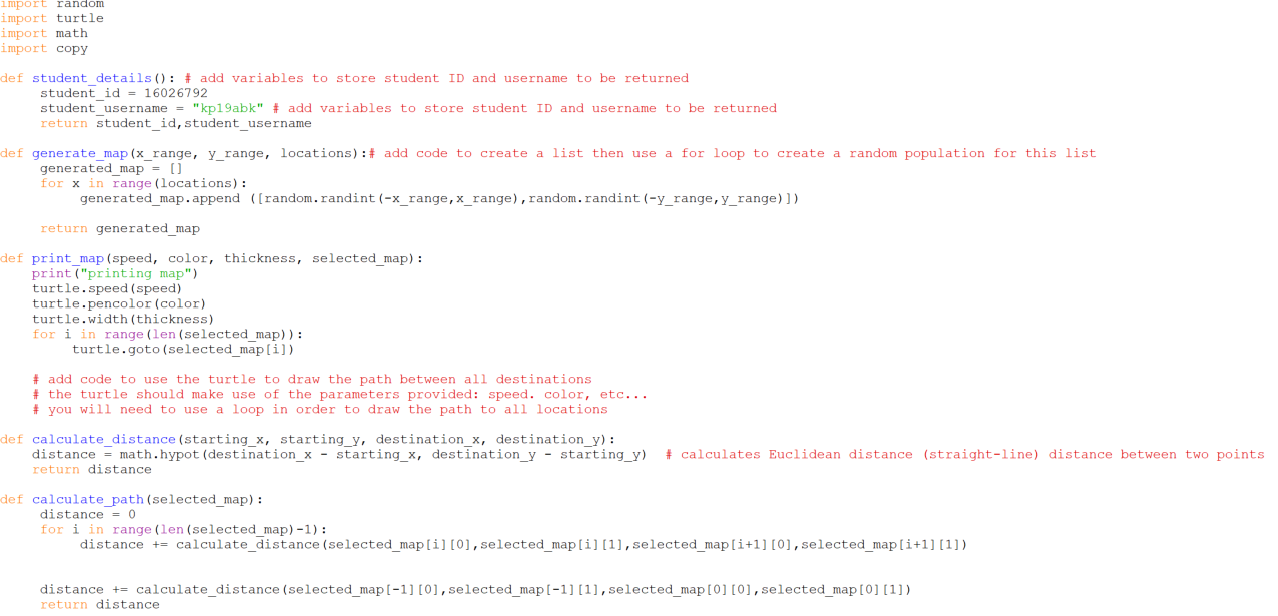 import random
import turtle
import math
import copy
def student_details(): # add variables to store student ID and username to be returned
student_id = 16026792
student_username = "kp19abk" # add variables to store student ID and username to be returned
return student_id,student_username
def generate_map(x_range, y_range, locations):# add code to create a list then use a for loop to create a random population for this list
generated_map = []
for x in range(locations):
generated_map.append ([random.randint(-x_range,x_range),random.randint(-y_range,y_range)])
return generated_map
def print_map(speed, color, thickness, selected_map):
print("printing map")
turtle.speed(speed)
turtle.pencolor(color)
turtle.width(thickness)
for i in range(len(selected_map)):
turtle.goto(selected_map[i])
# add code to use the turtle to draw the path between all destinations
# the turtle should make use of the parameters provided: speed. color, etc...
# you will need to use a loop in order to draw the path to all locations
def calculate_distance(starting_x, starting_y, destination_x, destination_y):
distance = math.hypot(destination_x - starting_x, destination_y - starting_y)  # calculates Euclidean distance (straight-line) distance between two points
return distance
def calculate_path(selected_map):
distance = 0
for i in range(len(selected_map)-1):
distance += calculate_distance(selected_map[i][0],selected_map[i][1],selected_map[i+1][0],selected_map[i+1][1])
distance += calculate_distance(selected_map[-1][0],selected_map[-1][1],selected_map[0][0],selected_map[0][1])
return distance